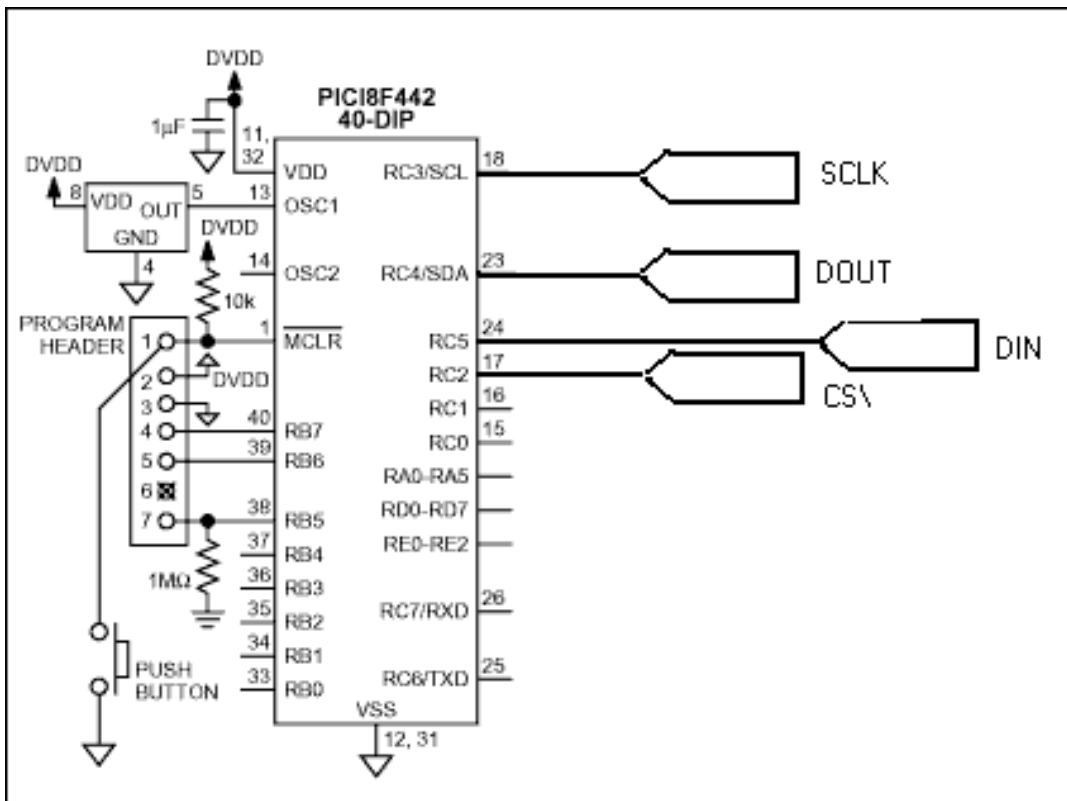 DVDD
PICI8F442
40-DIP
1µF
11,
32
VDD
RC3/SCL
18
SCLK
DVDD
8
VDD
OUT
5
GND
4
13
OSC1
DVDD
14
OSC2
RC4/SDA
23
DOUT
10k
PROGRAM
HEADER
1
1
MCLR
RC5
24
DIN
2
DVDD
RC2
17
CS\
3
RC1
16
4
40
RB7
RC0
15
5
39
RB6
RA0-RA5
6
RD0-RD7
7
38
RB5
RE0-RE2
37
RB4
1MΩ
36
RB3
RC7/RXD
26
35
RB2
34
RB1
RC6/TXD
25
33
RB0
PUSH
BUTTON
VSS
12, 31